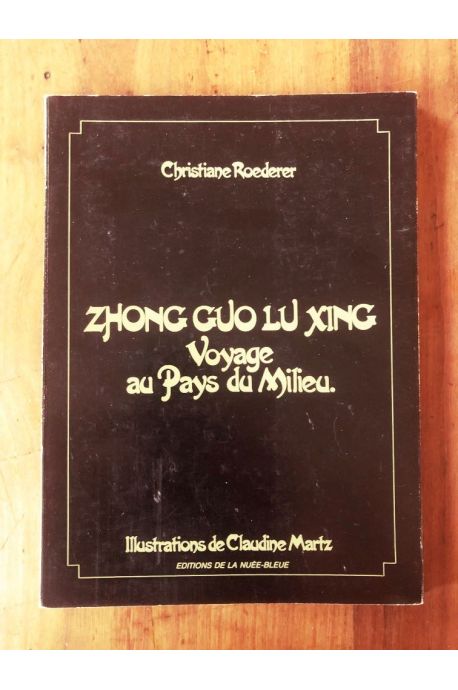 Christiane Roederer
ZHONG GUO LU XING
Voyage
au Pays du Milieu.
Illustrations de Claudine Martz
EDITIONS DE LA NUÉE-BLEUE